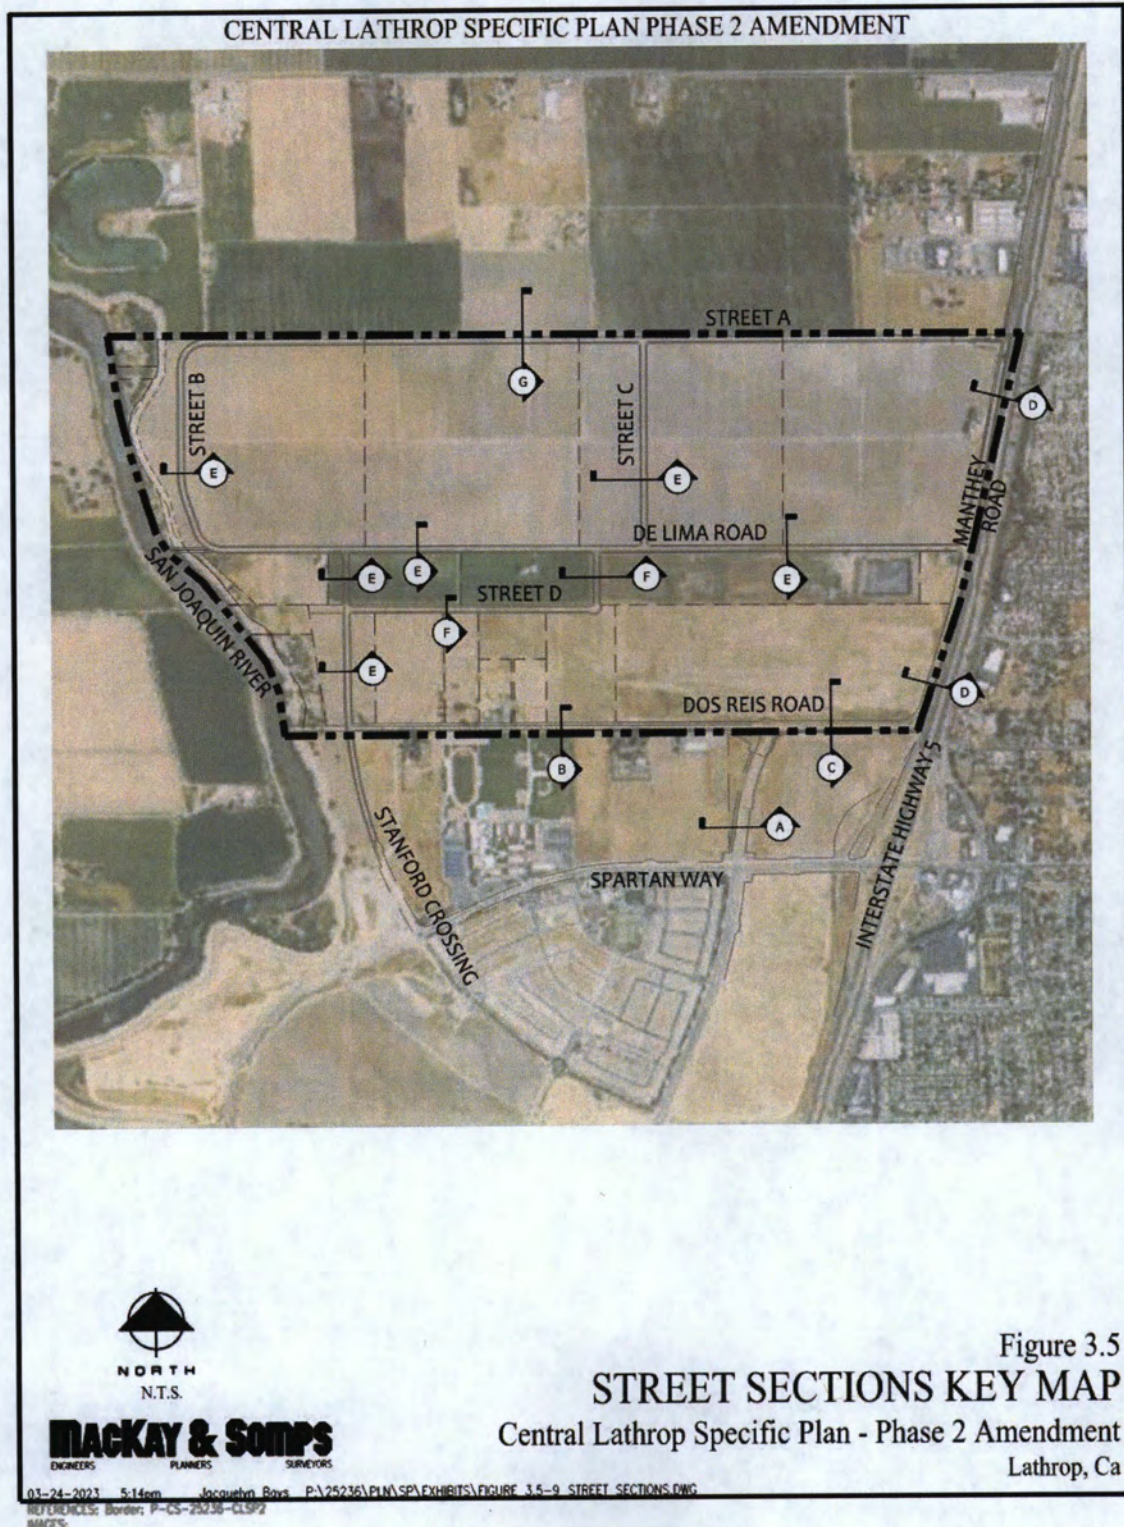 CENTRAL LATHROP SPECIFIC PLAN PHASE 2 AMENDMENT
STREET A
G
STREET B
STREET C
D
E
E
MANTHEY
ROAD
DE LIMA ROAD
E
E
F
E
STREET D
SAN JOAQUIN RIVER
F
E
DOS REIS ROAD
D
B
C
A
STANFORD CROSSING
SPARTAN WAY
INTERSTATE HIGHWAY 5
NORTH
N.T.S.
Figure 3.5
STREET SECTIONS KEY MAP
Central Lathrop Specific Plan - Phase 2 Amendment
Lathrop, Ca
MACKAY & SOMPS
ENGINEERS PLANNERS SURVEYORS
03-24-2023 5:14pm Jacquelyn Bays P:\25236\PLN\SP\EXHIBITS\FIGURE 3.5-9 STREET SECTIONS.DWG
REFERENCES: Border; P-CS-25236-CLSP2
IMAGES: